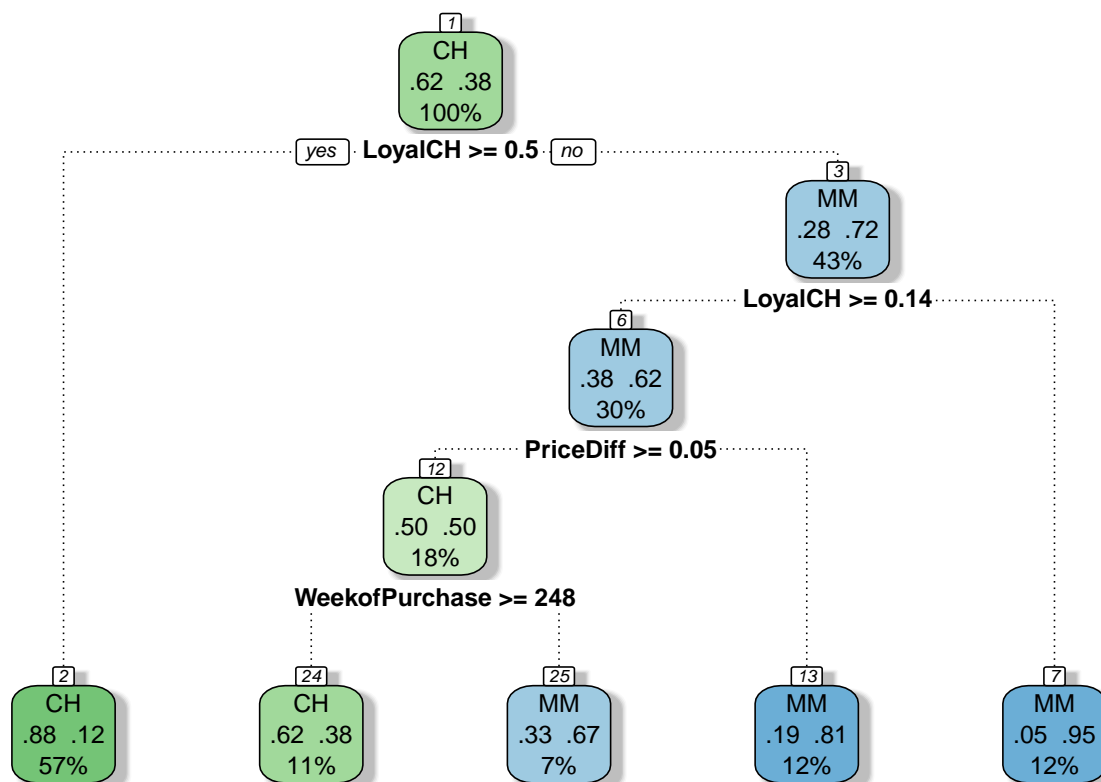 1
CH
.62 .38
100%
yes LoyalCH >= 0.5 no
3
MM
.28 .72
43%
LoyalCH >= 0.14
6
MM
.38 .62
30%
PriceDiff >= 0.05
12
CH
.50 .50
18%
WeekofPurchase >= 248
2
CH
.88 .12
57%
24
CH
.62 .38
11%
25
MM
.33 .67
7%
13
MM
.19 .81
12%
7
MM
.05 .95
12%